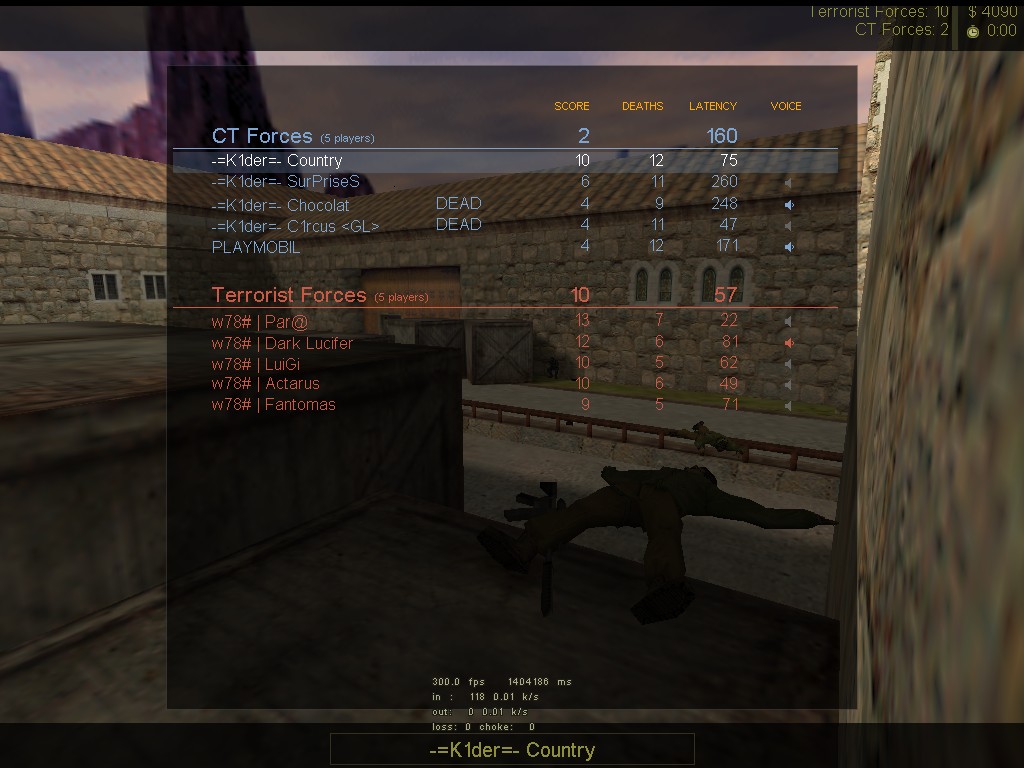 Terrorist Forces: 10 $ 4090
CT Forces: 2 0:00
SCORE DEATHS LATENCY VOICE
CT Forces (5 players) 2 160
-=K1der=- Country 10 12 75
-=K1der=- SurPriseS 6 11 260
-=K1der=- Chocolat DEAD 4 9 248
-=K1der=- C1rcus <GL> DEAD 4 11 47
PLAYMOBIL 4 12 171
Terrorist Forces (5 players) 10 57
w78# | Par@ 13 7 22
w78# | Dark Lucifer 12 6 81
w78# | LuiGi 10 5 62
w78# | Actarus 10 6 49
w78# | Fantomas 9 5 71
300.0 fps 1404186 ms
in : 118 0.01 k/s
out: 0 0.01 k/s
loss: 0 choke: 0
-=K1der=- Country